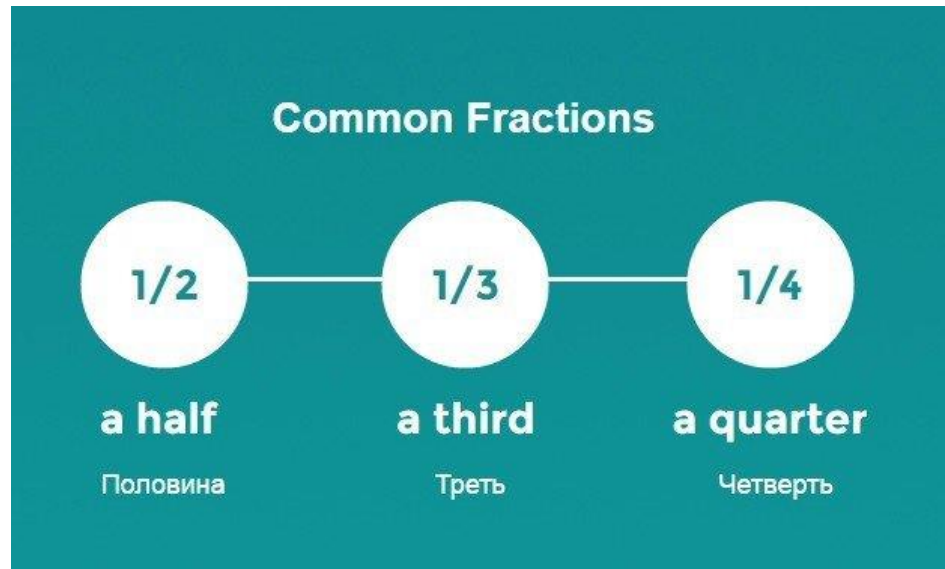 Common Fractions
1/2 1/3 1/4
a half a third a quarter
Половина Треть Четверть